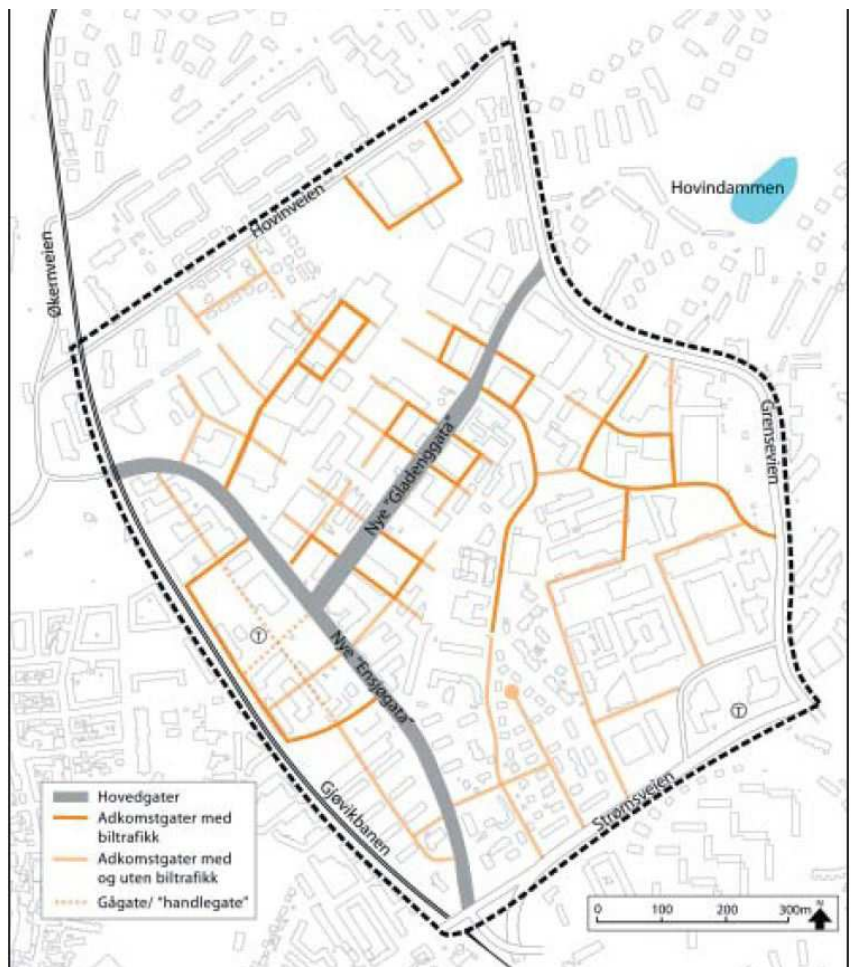 Hovindammen
Hovinveien
Økernveien
Grenseveien
Nye "Gladenggata"
T
Nye "Ensjøgata"
T
Strømsveien
Gjøvikbanen
Hovedgater
Adkomstgater med
biltrafikk
Adkomstgater med
og uten biltrafikk
Gågate/ "handlegate"
0 100 200 300m
N